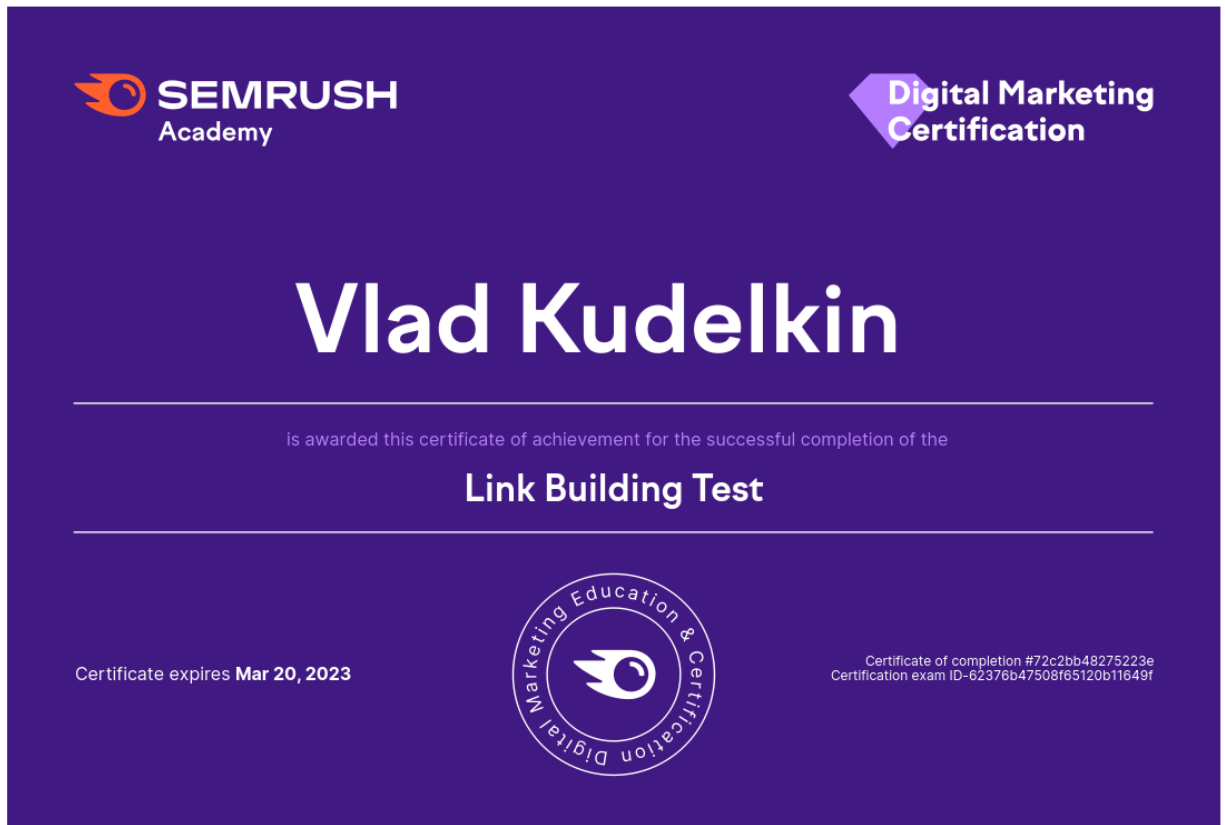 SEMRUSH
Academy
Digital Marketing
Certification
Vlad Kudelkin
is awarded this certificate of achievement for the successful completion of the
Link Building Test
Certificate expires Mar 20, 2023
Digital Marketing Education & Certification
Certificate of completion #72c2bb48275223e
Certification exam ID-62376b47508f65120b11649f